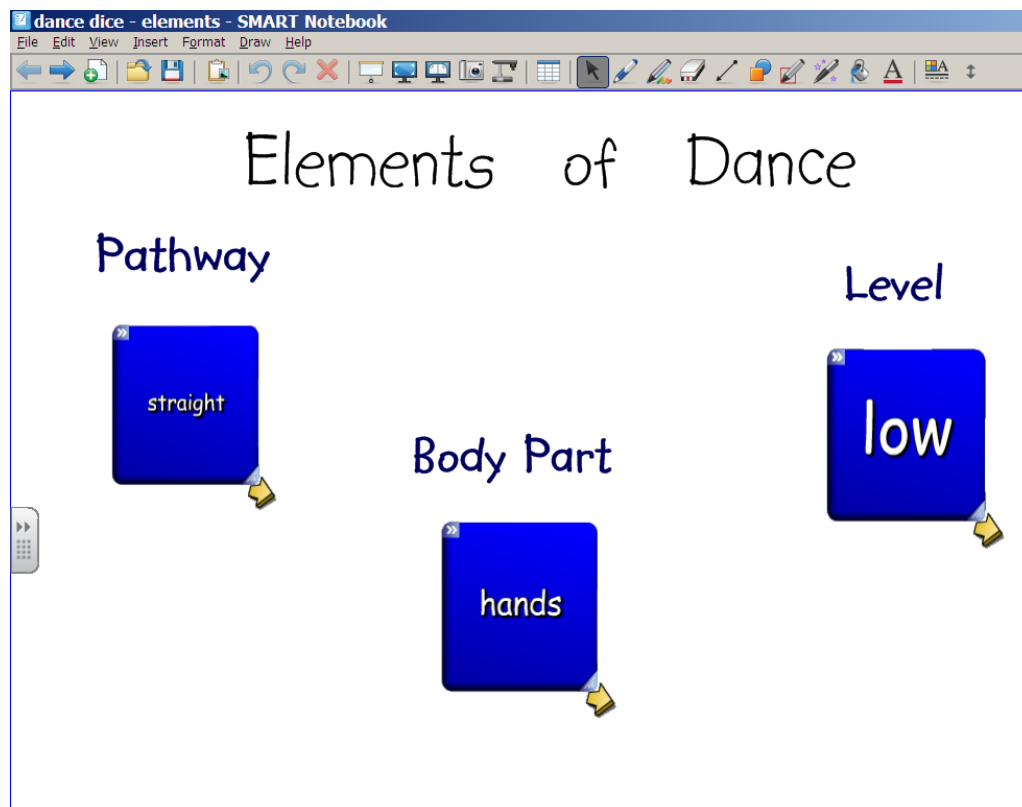 dance dice - elements - SMART Notebook
File Edit View Insert Format Draw Help
Elements of Dance
Pathway
straight
Body Part
hands
Level
low